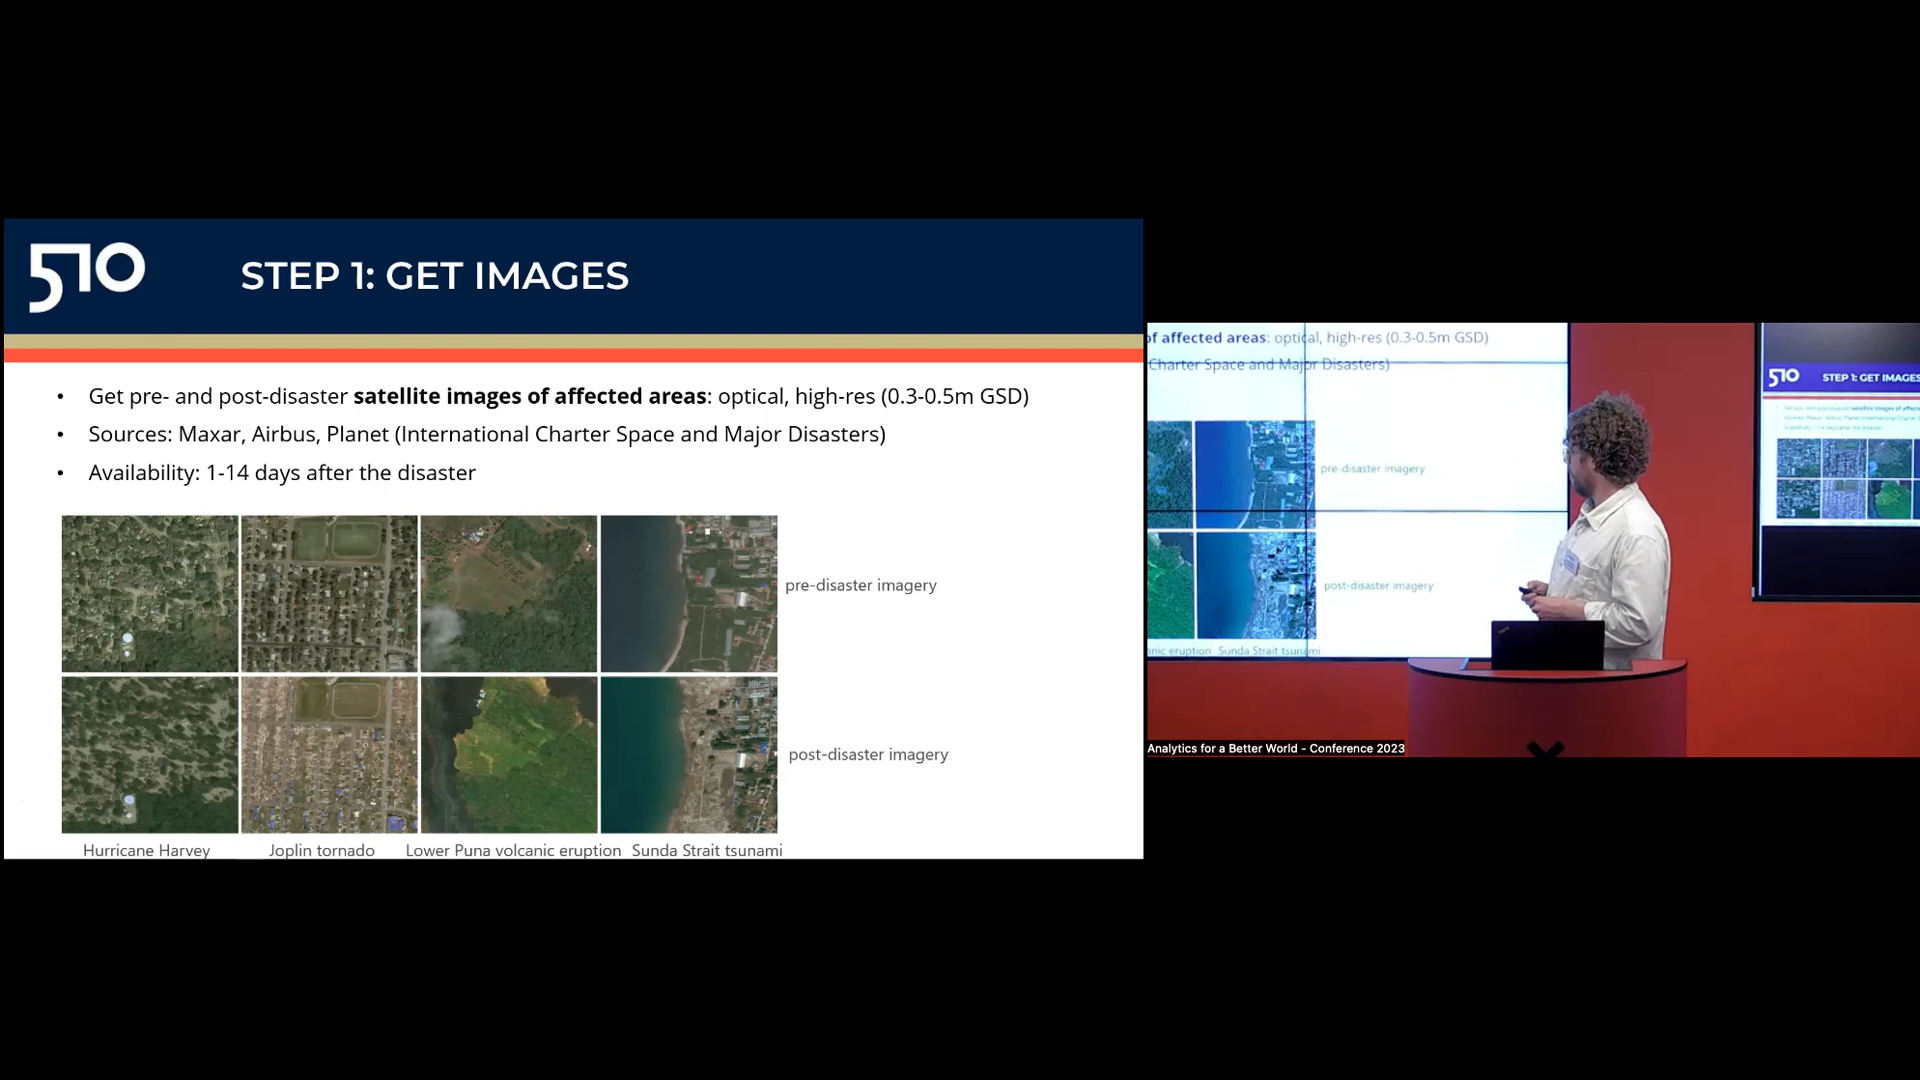 510
STEP 1: GET IMAGES
• Get pre- and post-disaster satellite images of affected areas: optical, high-res (0.3-0.5m GSD)
• Sources: Maxar, Airbus, Planet (International Charter Space and Major Disasters)
• Availability: 1-14 days after the disaster
pre-disaster imagery
post-disaster imagery
Hurricane Harvey
Joplin tornado
Lower Puna volcanic eruption
Sunda Strait tsunami
of affected areas: optical, high-res (0.3-0.5m GSD)
Charter Space and Major Disasters)
pre-disaster imagery
post-disaster imagery
anic eruption Sunda Strait tsunami
510
STEP 1: GET IMAGES
Analytics for a Better World - Conference 2023